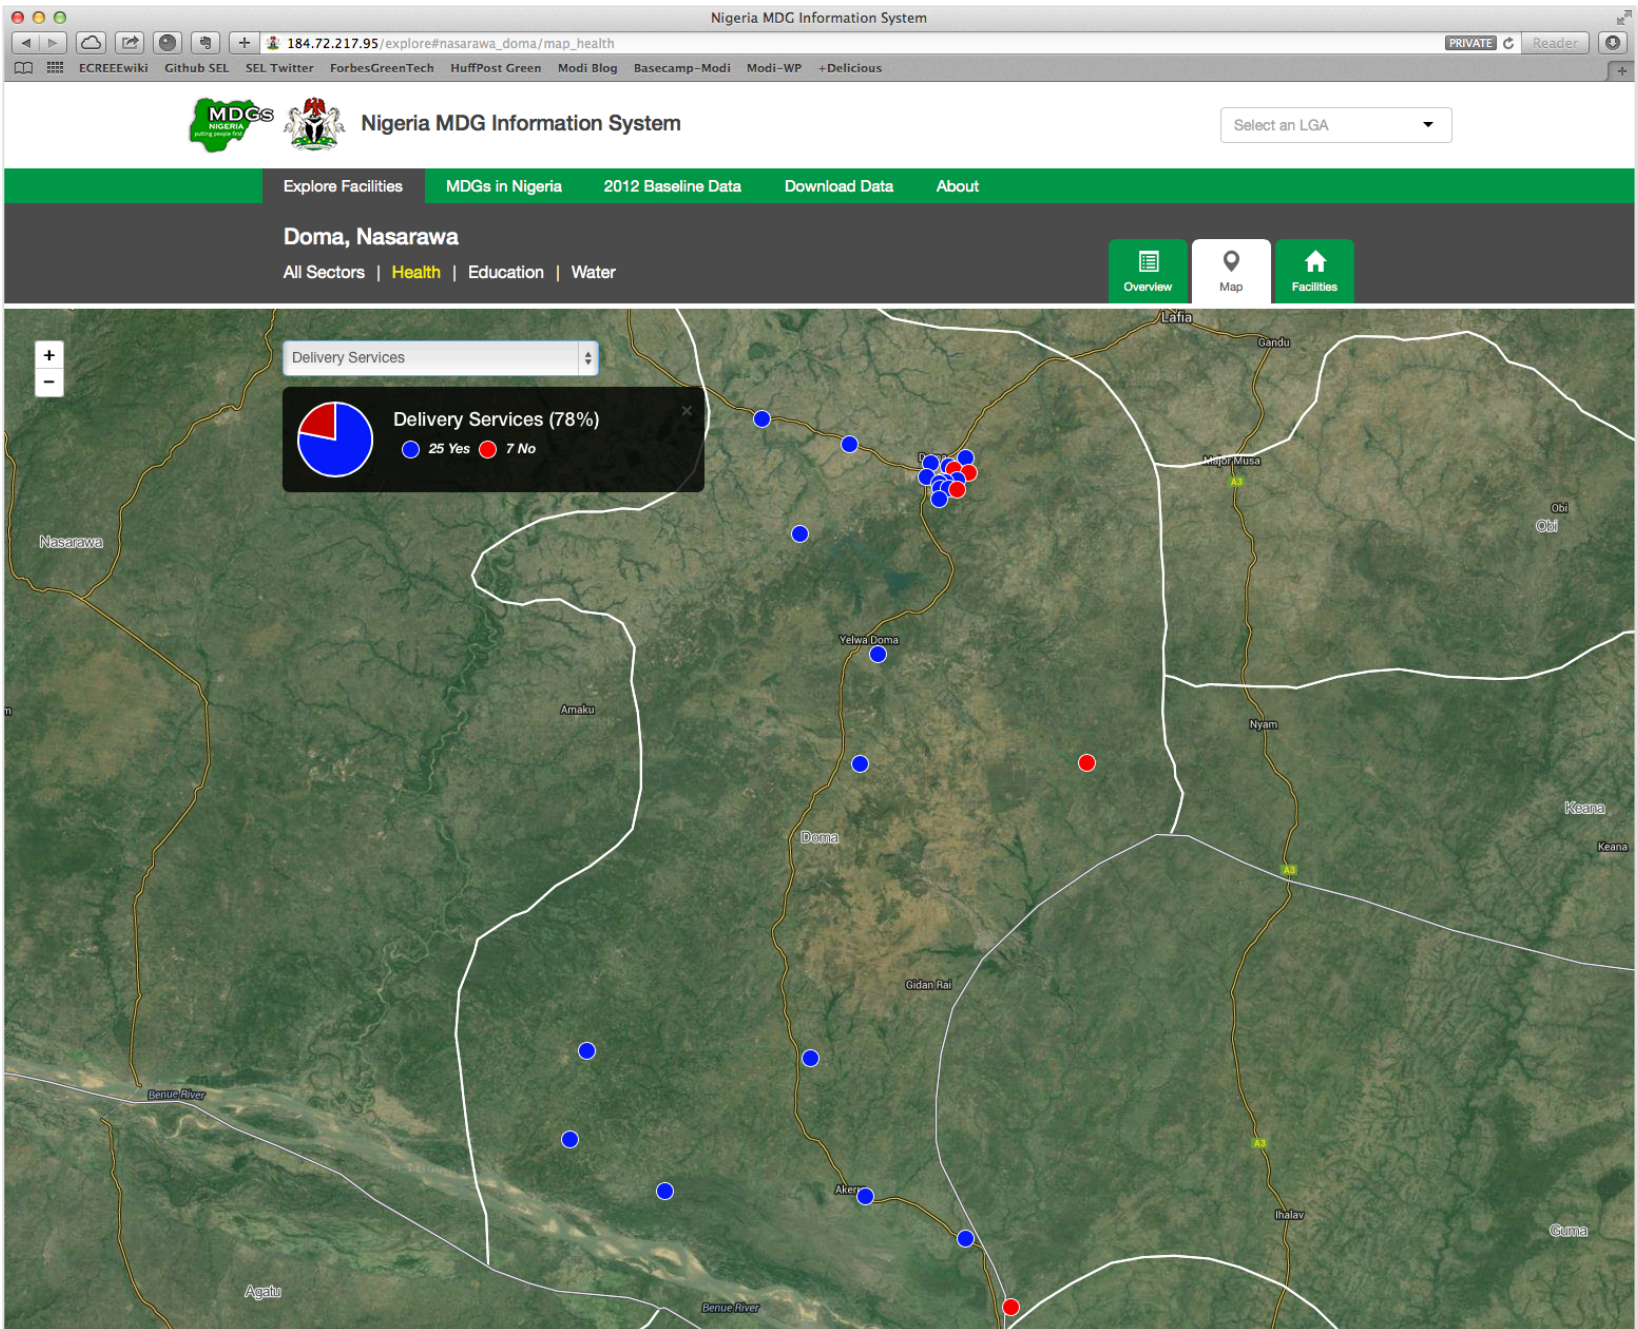 Nigeria MDG Information System
184.72.217.95/explore#nasarawa_doma/map_health
PRIVATE
Reader
ECREEEwiki Github SEL SEL Twitter ForbesGreenTech HuffPost Green Modi Blog Basecamp-Modi Modi-WP +Delicious
MDGs
NIGERIA
putting people first
Nigeria MDG Information System
Select an LGA
Explore Facilities MDGs in Nigeria 2012 Baseline Data Download Data About
Doma, Nasarawa
All Sectors | Health | Education | Water
Overview Map Facilities
Lafia
Gandu
+
−
Delivery Services
Delivery Services (78%)
25 Yes 7 No
×
Major Musa
A3
Obi
Obi
Nasarawa
Yelwa Doma
Amaku
Nyam
Keana
Doma
Keana
A3
Gidan Rai
Benue River
A3
Ihalav
Guma
Agatu
Benue River